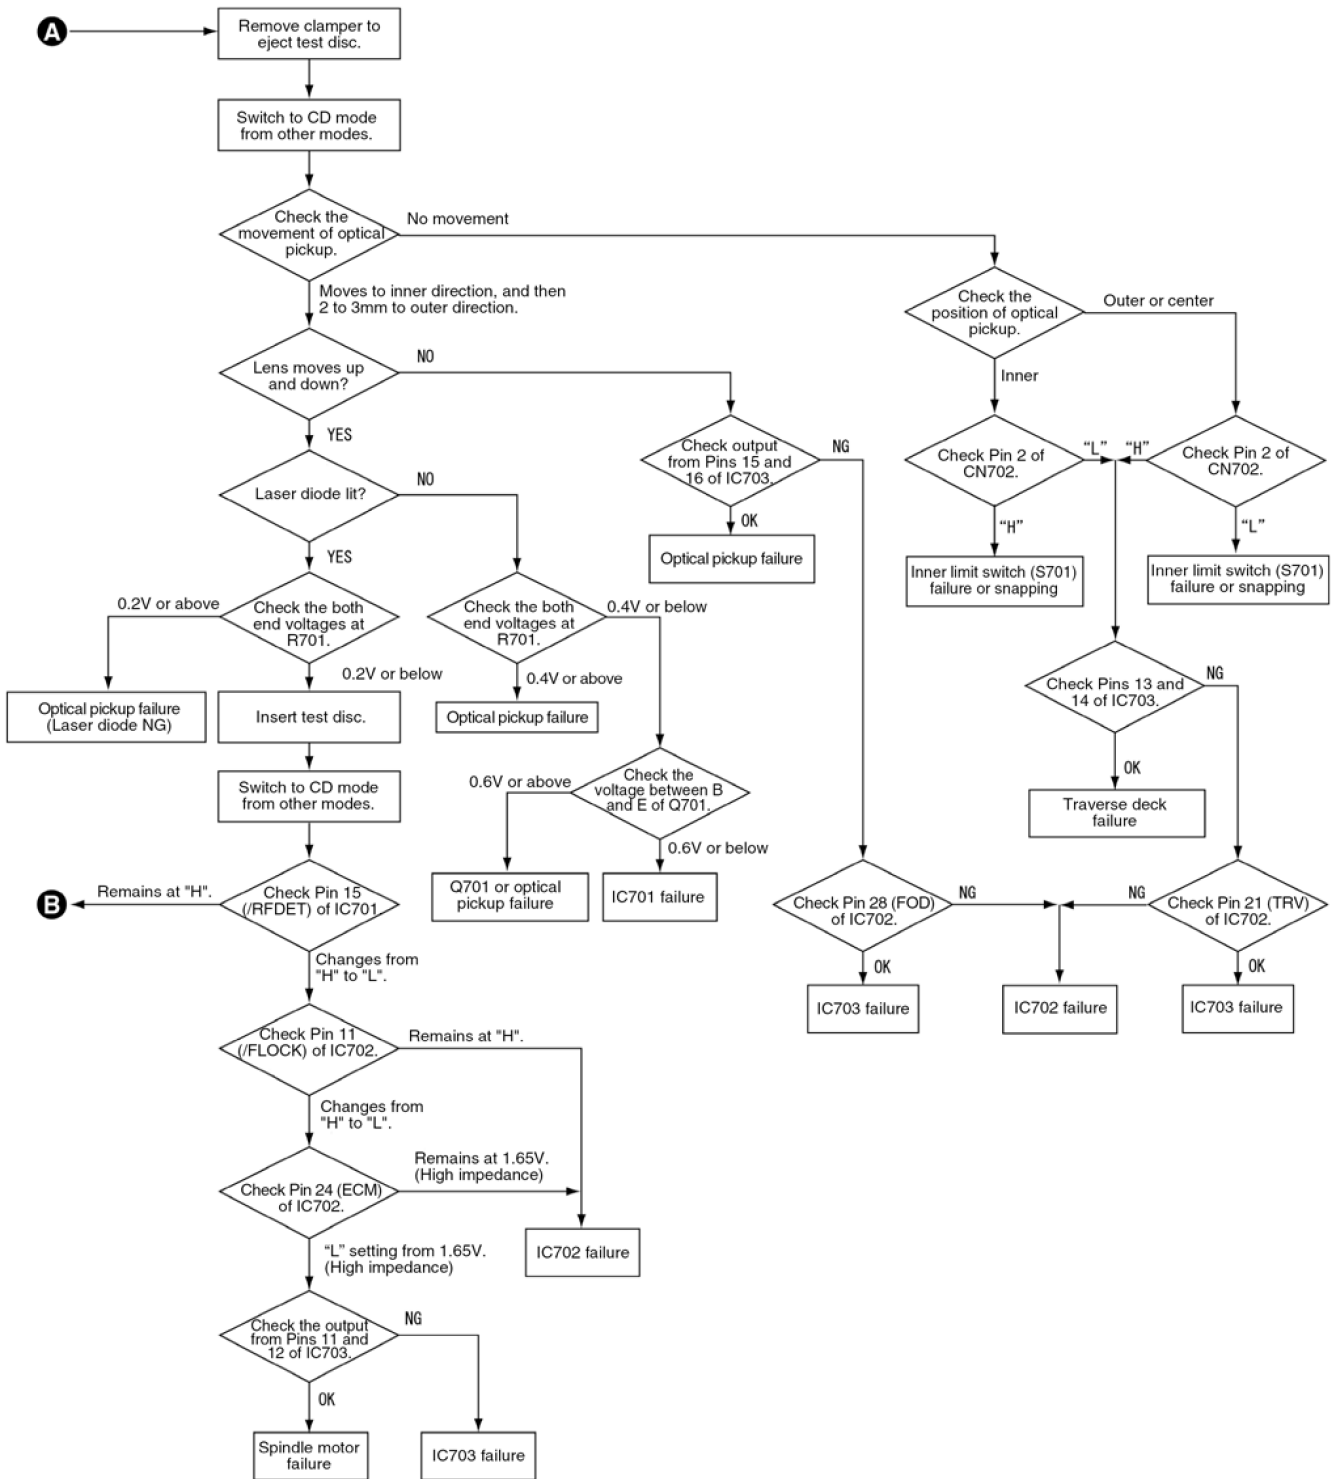 A
Remove clamper to
eject test disc.
Switch to CD mode
from other modes.
Check the
movement of optical
pickup.
No movement
Moves to inner direction, and then
2 to 3mm to outer direction.
Check the
position of optical
pickup.
Outer or center
Inner
Lens moves up
and down?
NO
YES
Check output
from Pins 15 and
16 of IC703.
NG
OK
Optical pickup failure
Check Pin 2 of
CN702.
“L”
“H”
Check Pin 2 of
CN702.
“H”
“L”
Inner limit switch (S701)
failure or snapping
Inner limit switch (S701)
failure or snapping
Laser diode lit?
NO
YES
0.2V or above
Check the both
end voltages at
R701.
0.2V or below
Check the both
end voltages at
R701.
0.4V or below
0.4V or above
Optical pickup failure
(Laser diode NG)
Insert test disc.
Optical pickup failure
Check Pins 13 and
14 of IC703.
NG
OK
Traverse deck
failure
Switch to CD mode
from other modes.
0.6V or above
Check the
voltage between B
and E of Q701.
0.6V or below
Q701 or optical
pickup failure
IC701 failure
B
Remains at "H".
Check Pin 15
(/RFDET) of IC701
Changes from
"H" to "L".
Check Pin 28 (FOD)
of IC702.
NG
NG
Check Pin 21 (TRV)
of IC702.
OK
OK
IC703 failure
IC702 failure
IC703 failure
Check Pin 11
(/FLOCK) of IC702.
Remains at "H".
Changes from
"H" to "L".
Check Pin 24 (ECM)
of IC702.
Remains at 1.65V.
(High impedance)
“L” setting from 1.65V.
(High impedance)
IC702 failure
Check the output
from Pins 11 and
12 of IC703.
NG
OK
Spindle motor
failure
IC703 failure